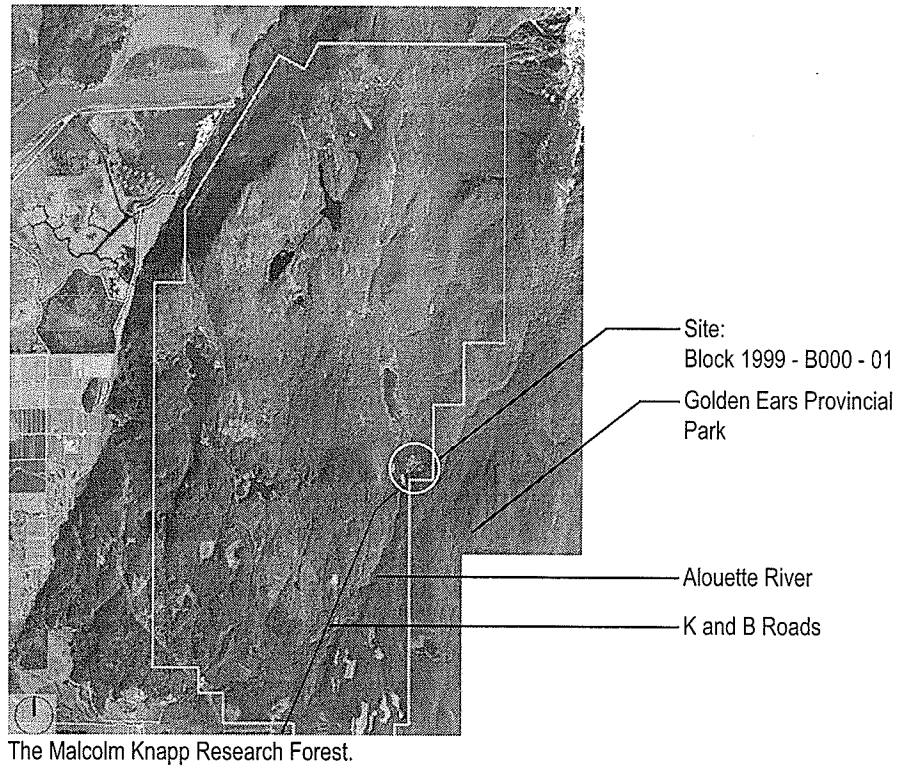 Site:
Block 1999 - B000 - 01
Golden Ears Provincial
Park
Alouette River
K and B Roads
The Malcolm Knapp Research Forest.